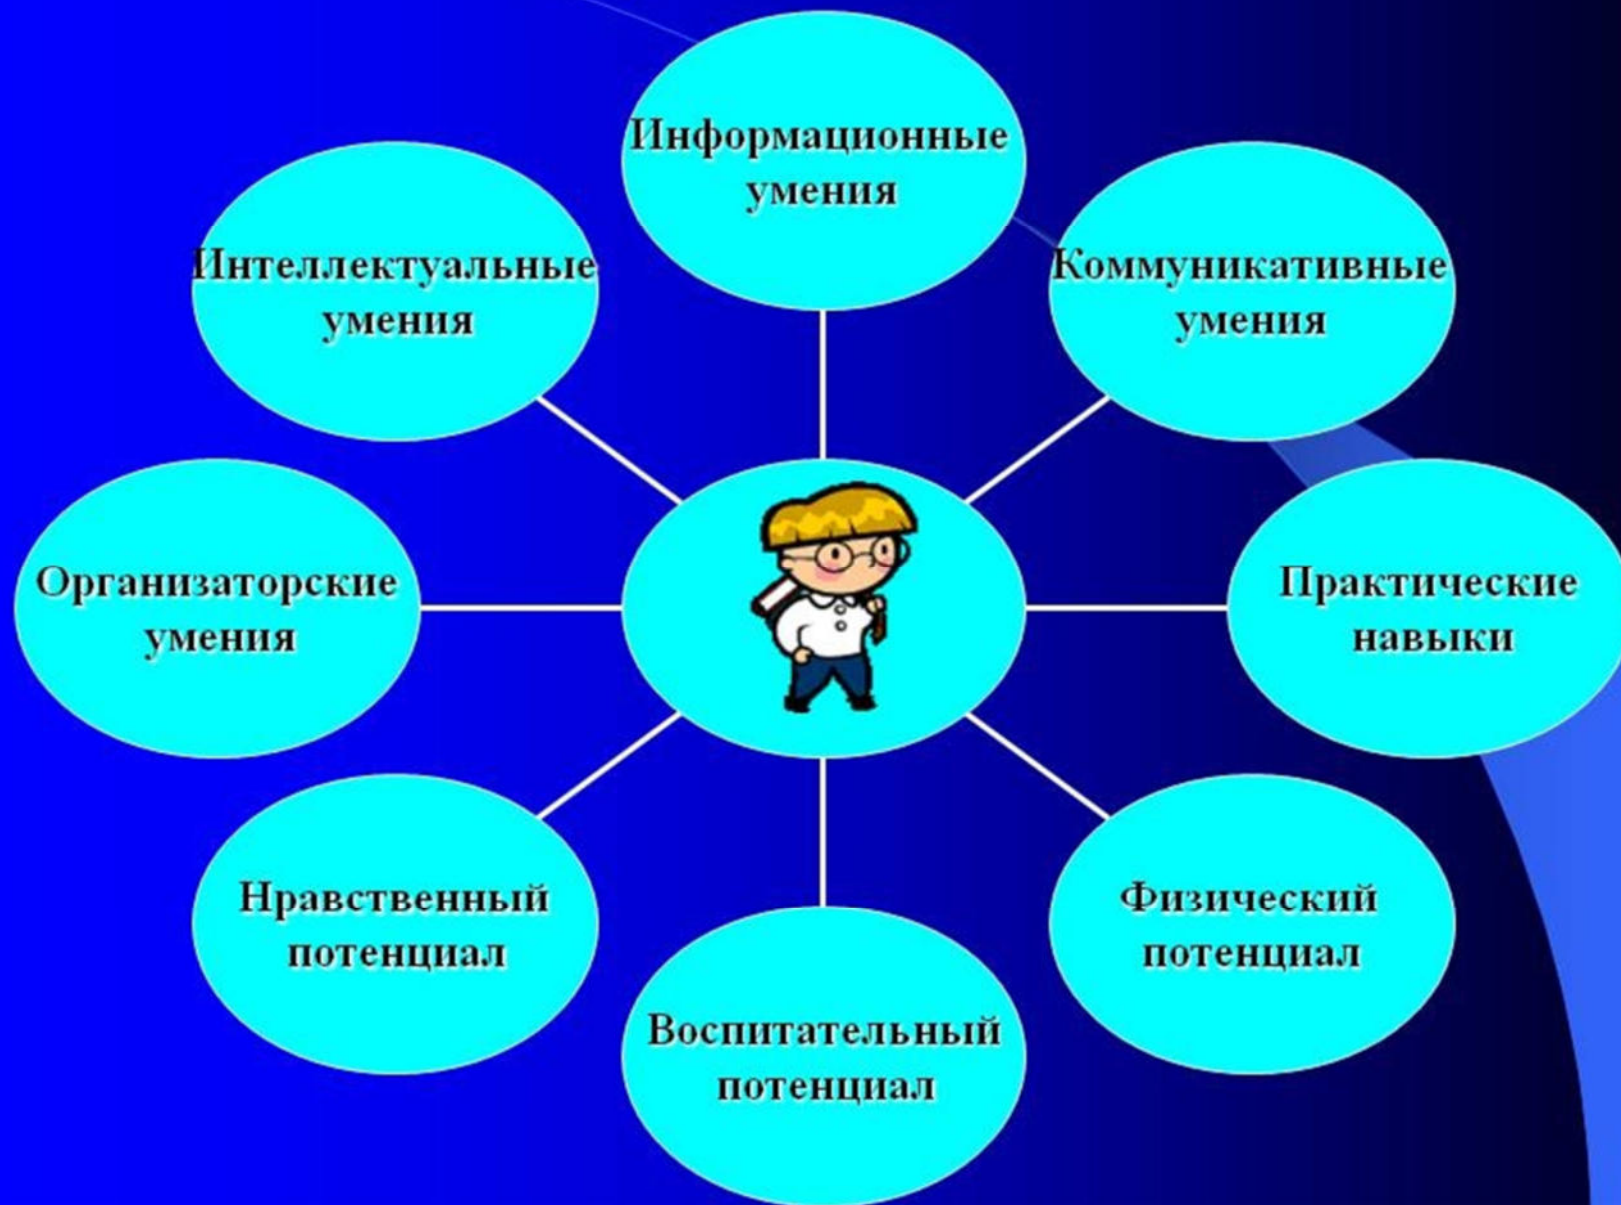 Информационные
умения
Интеллектуальные
умения
Коммуникативные
умения
Организаторские
умения
Практические
навыки
Нравственный
потенциал
Физический
потенциал
Воспитательный
потенциал